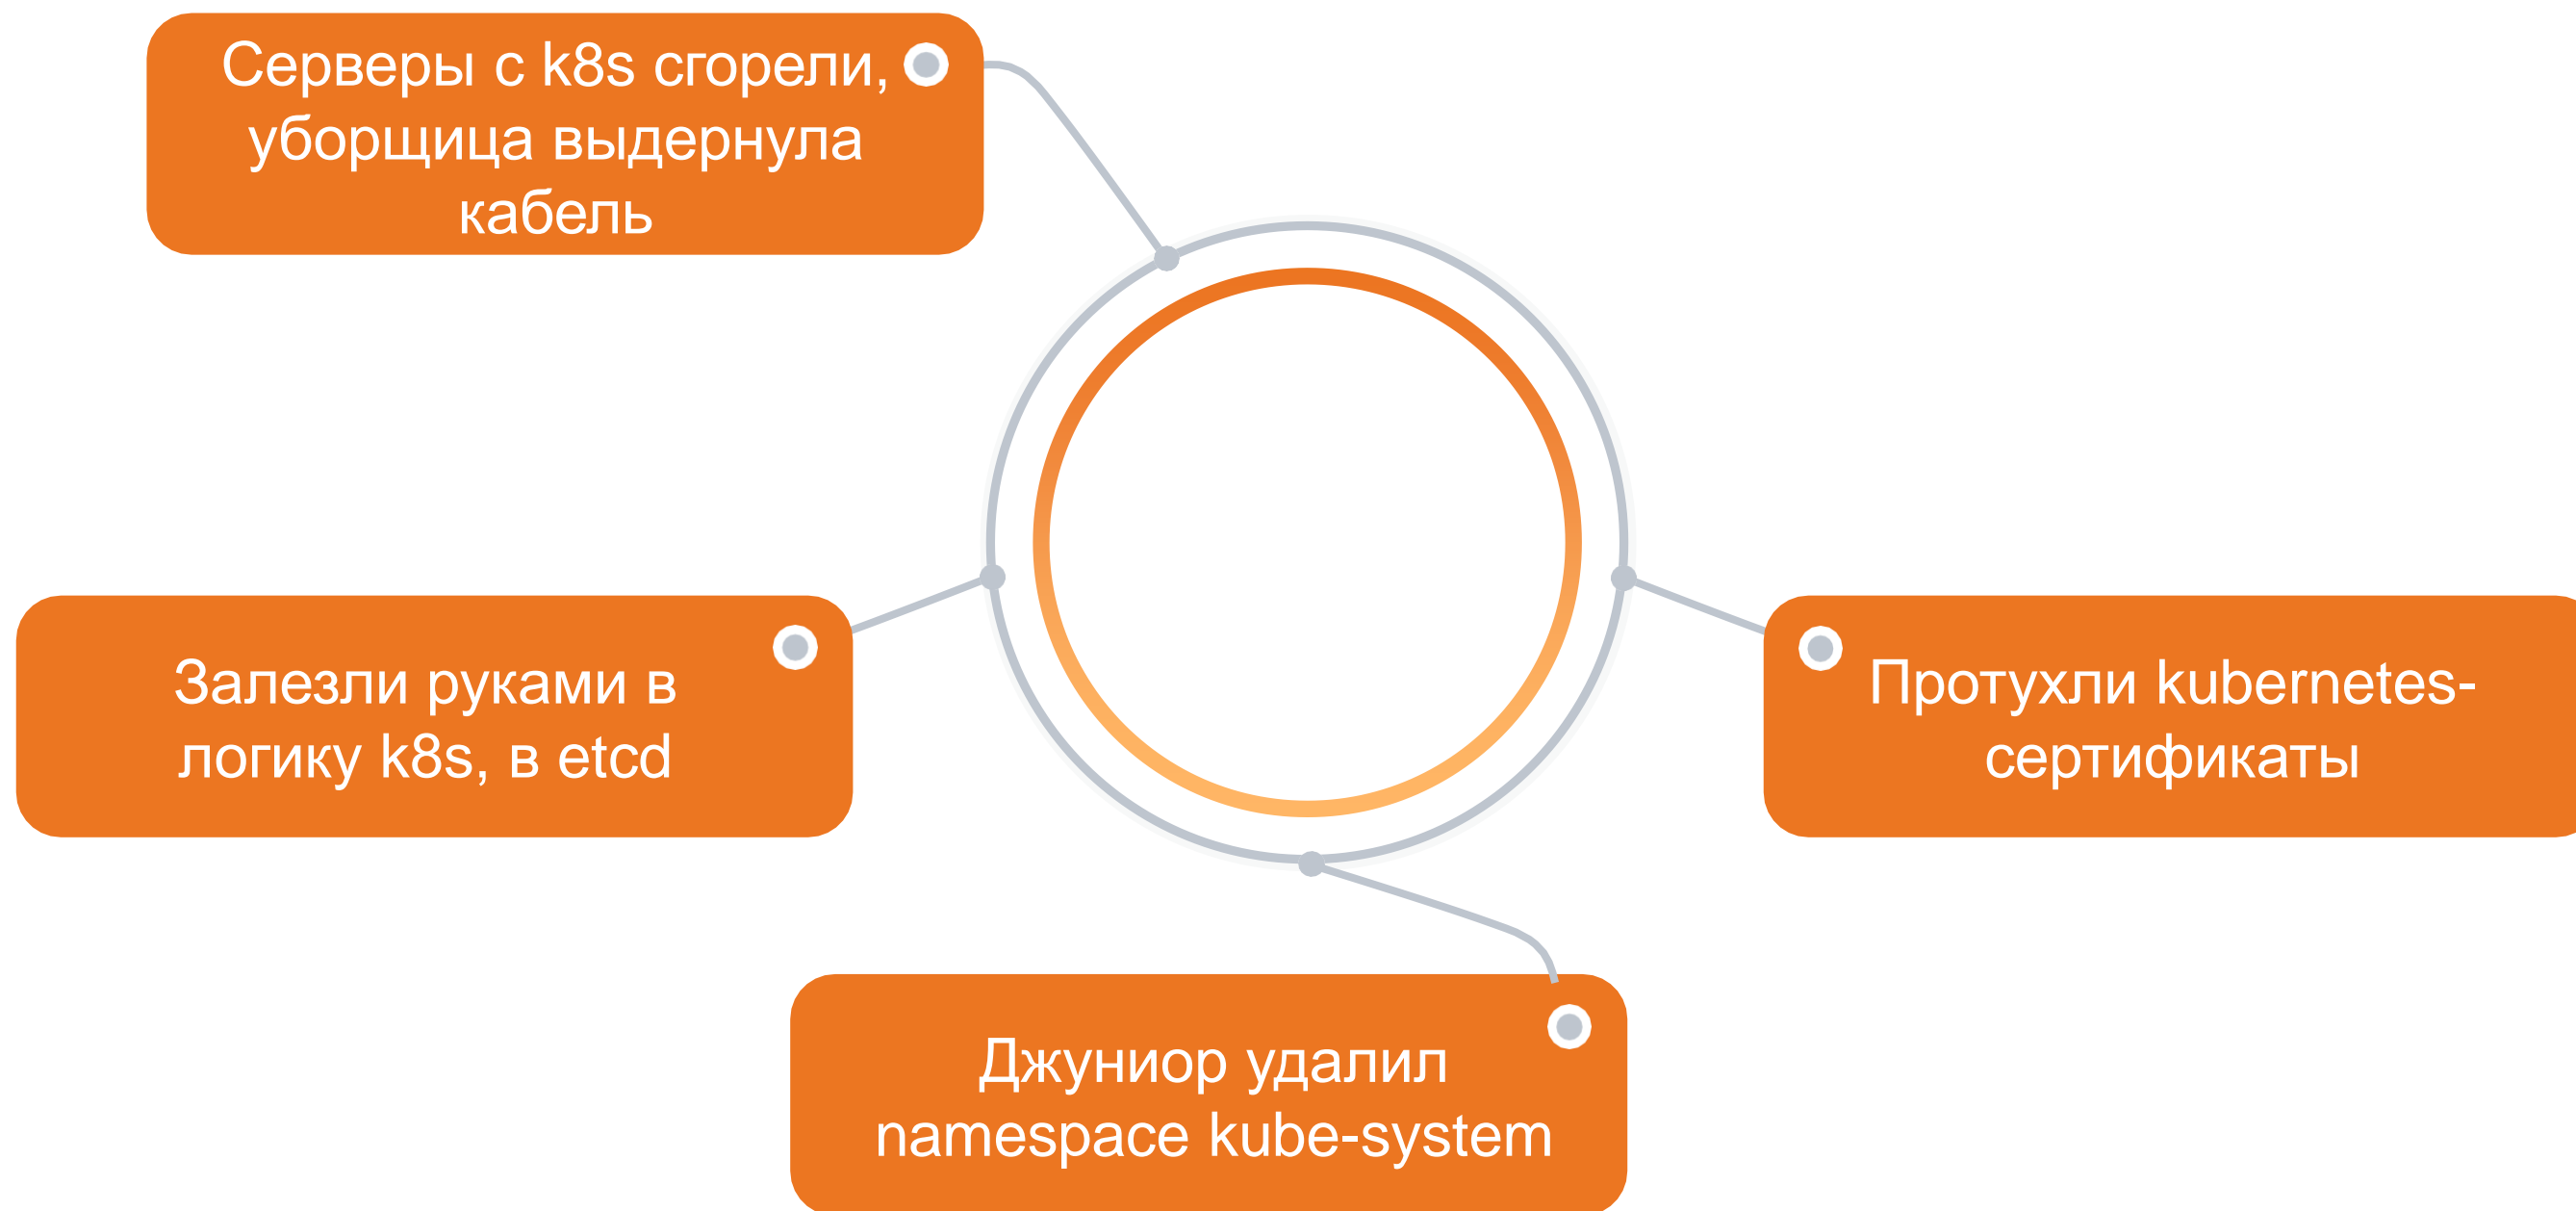 Серверы с k8s сгорели,
уборщица выдернула
кабель
Залезли руками в
логику k8s, в etcd
Протухли kubernetes-
сертификаты
Джуниор удалил
namespace kube-system